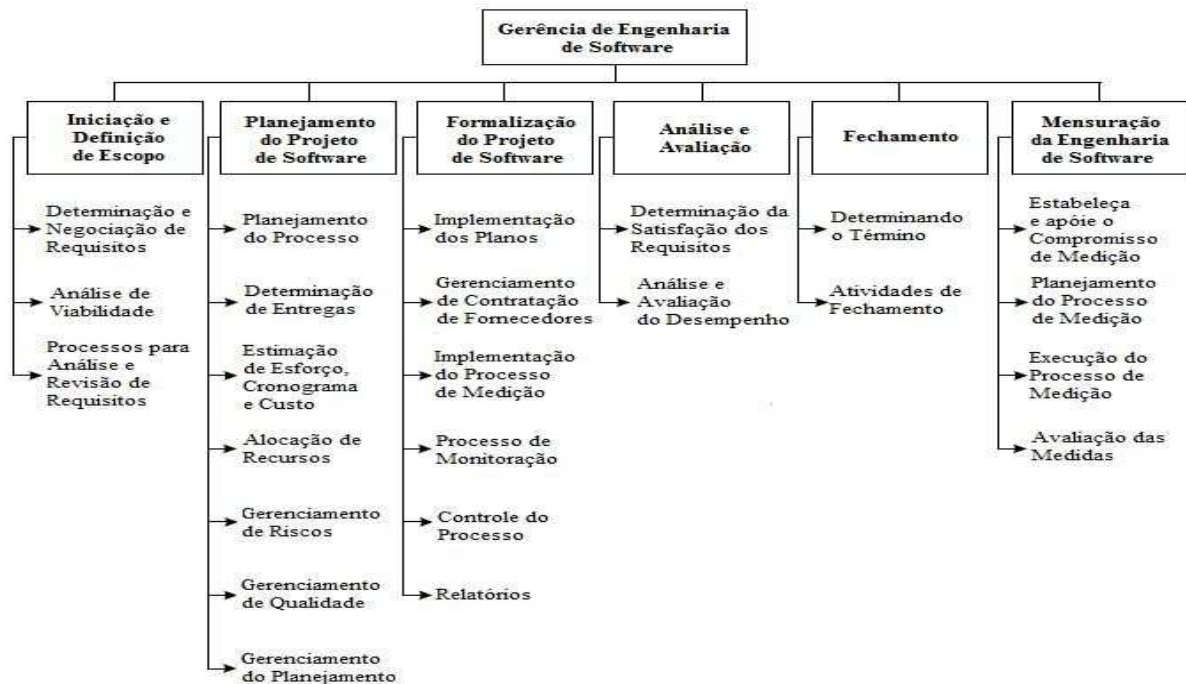 Gerência de Engenharia
de Software
Iniciação e
Definição
de Escopo
Determinação e
Negociação de
Requisitos
Análise de
Viabilidade
Processos para
Análise e
Revisão de
Requisitos
Planejamento
do Projeto
de Software
Planejamento
do Processo
Determinação
de Entregas
Estimação
de Esforço,
Cronograma
e Custo
Alocação de
Recursos
Gerenciamento
de Riscos
Gerenciamento
de Qualidade
Gerenciamento
do Planejamento
Formalização
do Projeto
de Software
Implementação
dos Planos
Gerenciamento
de Contratação
de Fornecedores
Implementação
do Processo
de Medição
Processo de
Monitoração
Controle do
Processo
Relatórios
Análise e
Avaliação
Determinação da
Satisfação dos
Requisitos
Análise e
Avaliação
do Desempenho
Fechamento
Determinando
o Término
Atividades de
Fechamento
Mensuração
da Engenharia
de Software
Estabeleça
e apóie o
Compromisso
de Medição
Planejamento
do Processo
de Medição
Execução do
Processo de
Medição
Avaliação das
Medidas